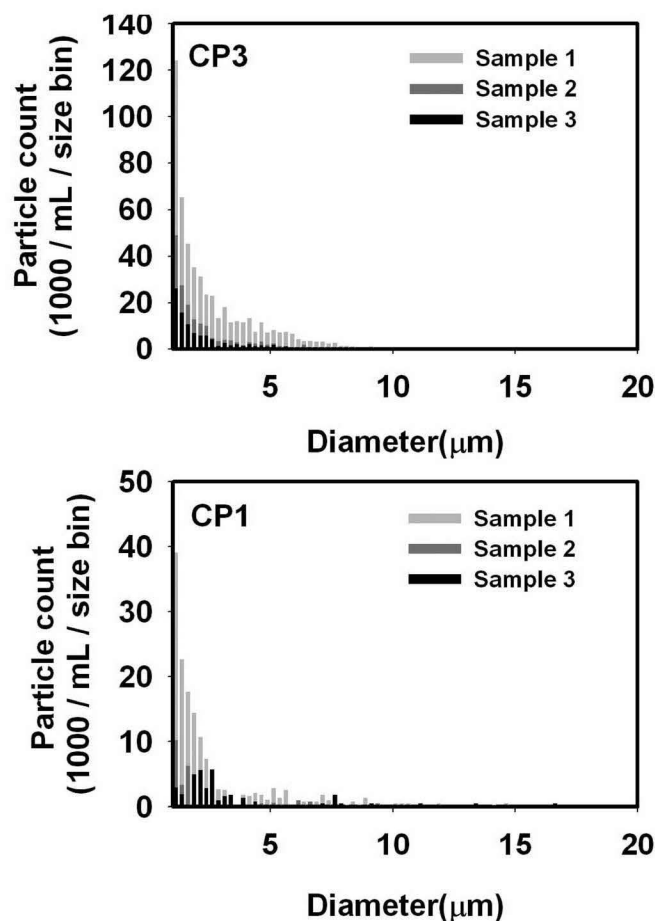 140
120
100
80
60
40
20
0
Particle count
(1000 / mL / size bin)
CP3
Sample 1
Sample 2
Sample 3
5
10
15
20
Diameter(μm)
50
40
30
20
10
0
Particle count
(1000 / mL / size bin)
CP1
Sample 1
Sample 2
Sample 3
5
10
15
20
Diameter(μm)